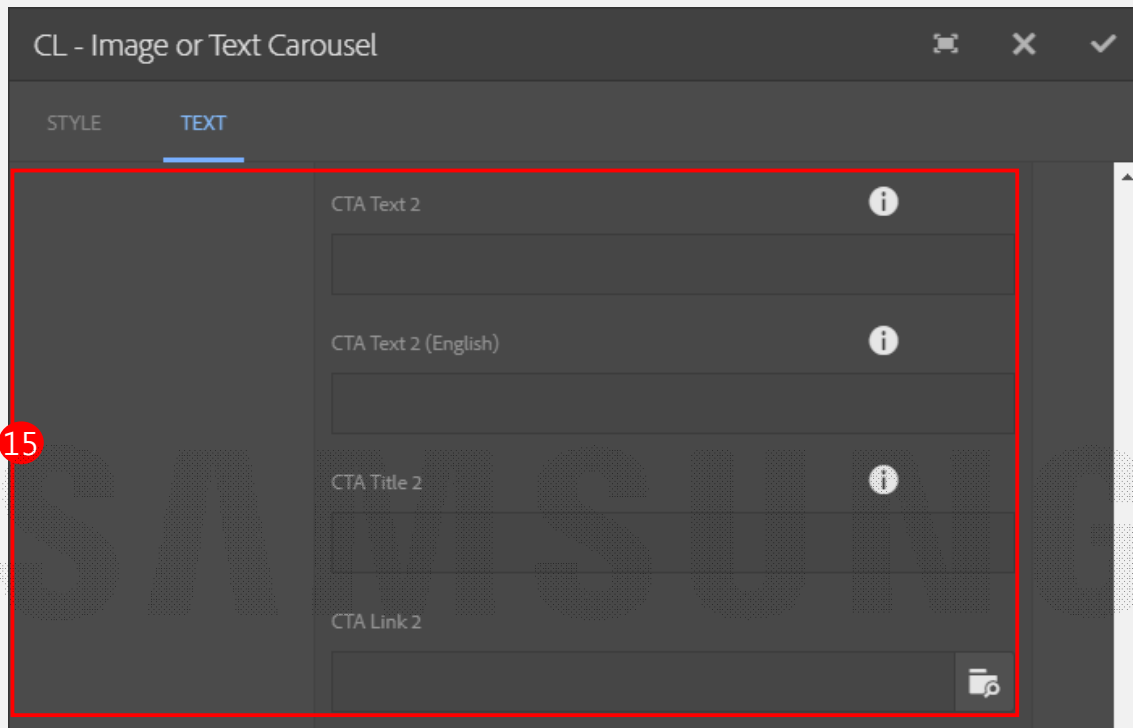 CL - Image or Text Carousel
STYLE TEXT
CTA Text 2
CTA Text 2 (English)
15
CTA Title 2
SAMSUNG
CTA Link 2